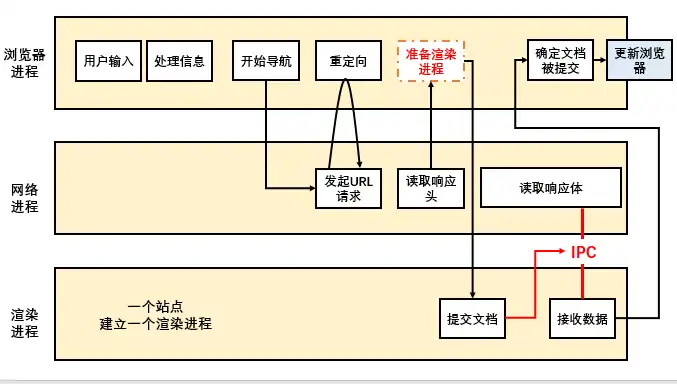 浏览器
进程
用户输入
处理信息
开始导航
重定向
准备渲染
进程
确定文档
被提交
更新浏览
器
网络
进程
发起URL
请求
读取响应
头
读取响应体
IPC
渲染
进程
一个站点
建立一个渲染进程
提交文档
接收数据